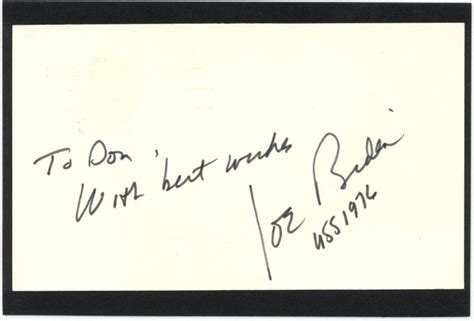 To Don,
With best wishes
Joe Biden
USS 1976